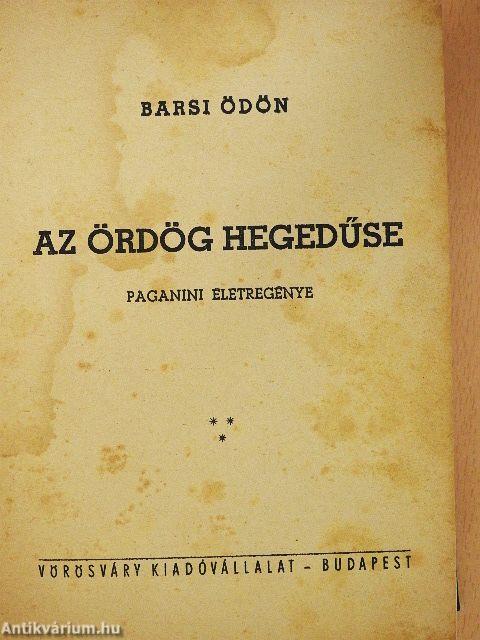 BARSI ÖDÖN
AZ ÖRDÖG HEGEDŰSE
PAGANINI ÉLETREGÉNYE
* *
*
VÖRÖSVÁRY KIADÓVÁLLALAT – BUDAPEST
Antikvárium.hu